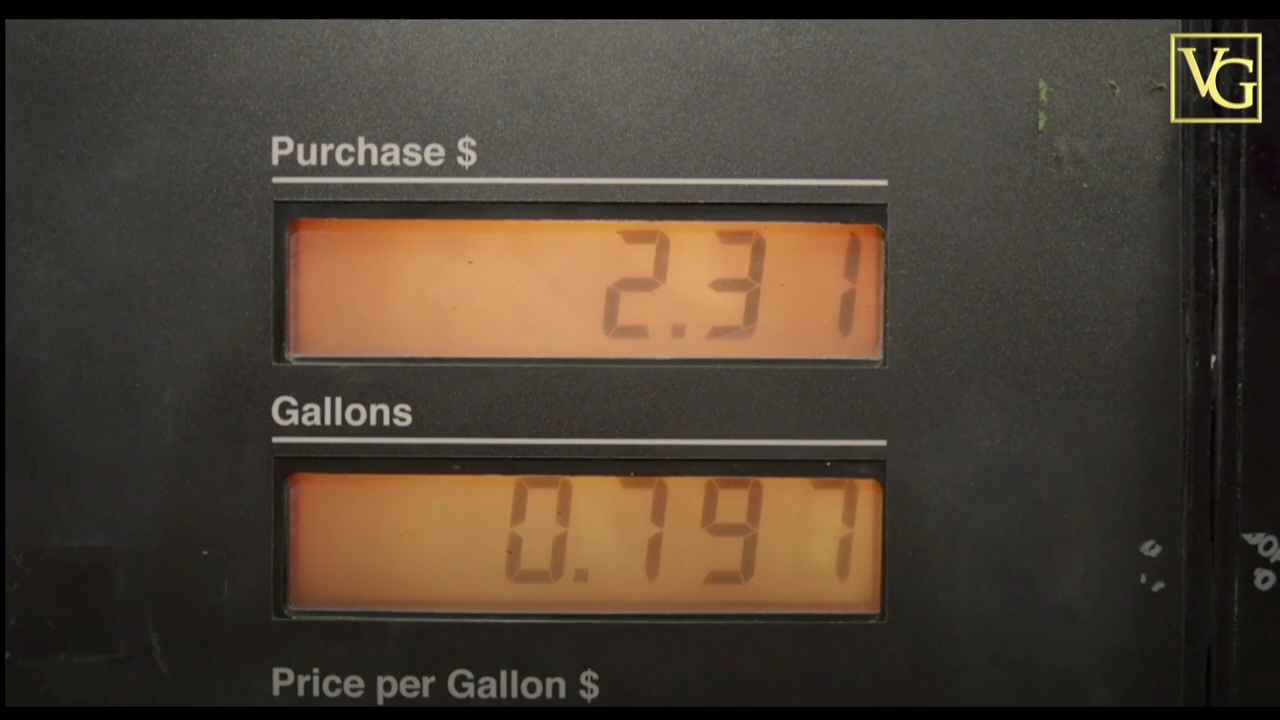 VG
Purchase $
2.31
Gallons
0.797
Price per Gallon $